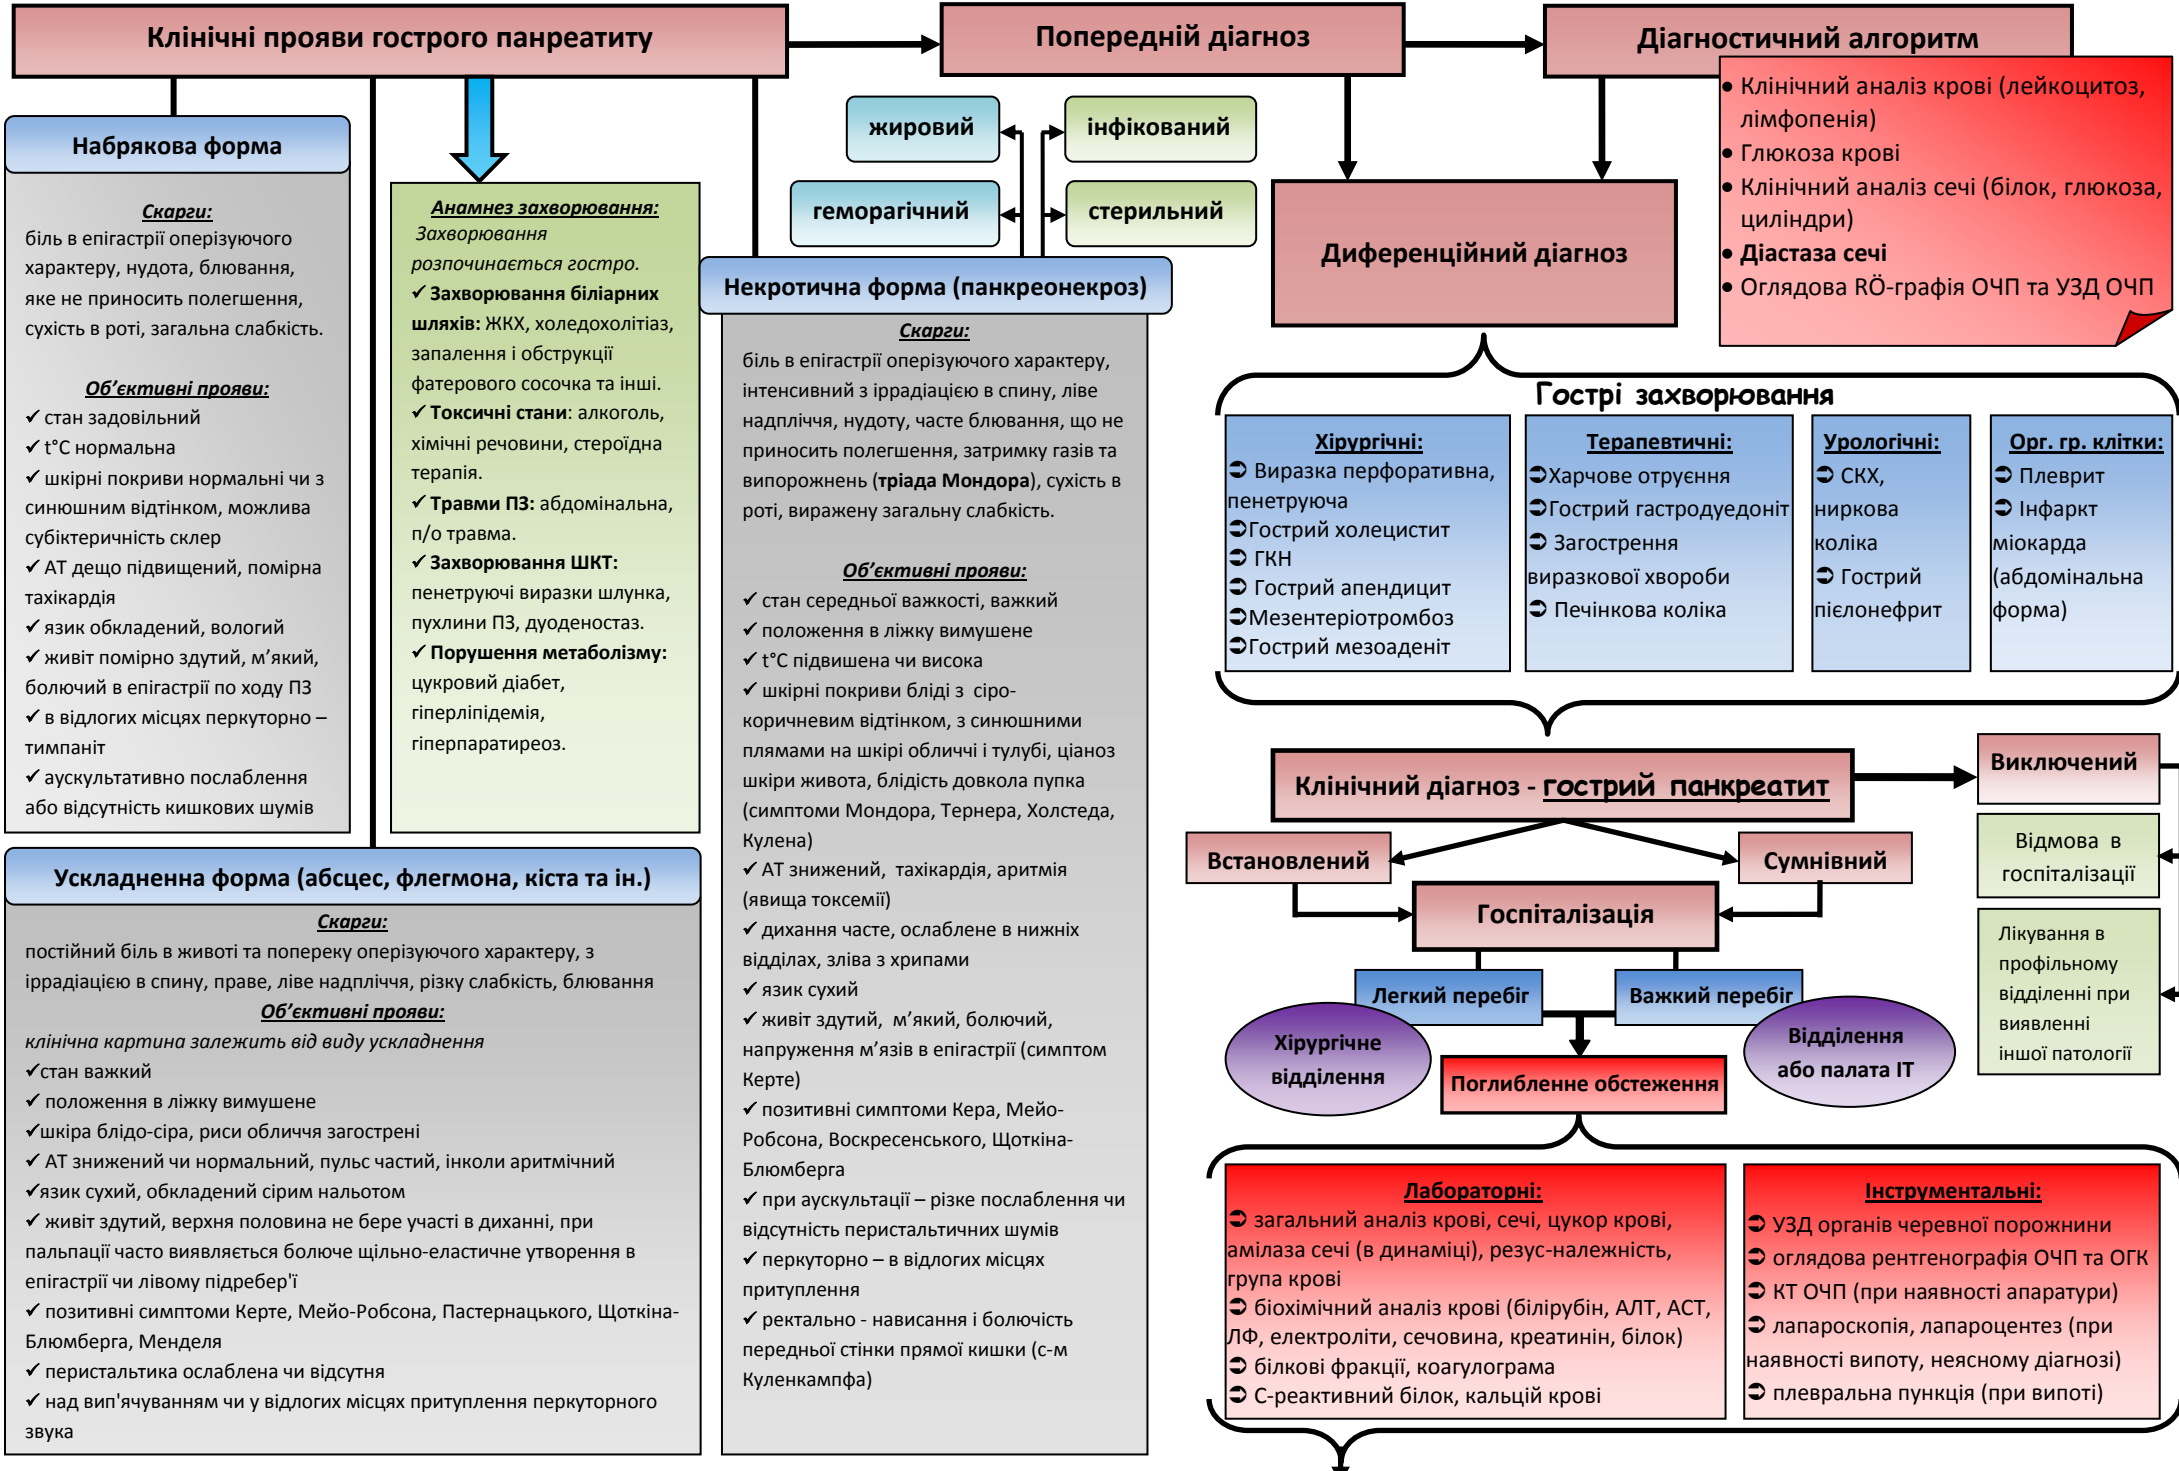 Клінічні прояви гострого панреатиту
Попередній діагноз
Діагностичний алгоритм
• Клінічний аналіз крові (лейкоцитоз,
лімфопенія)
• Глюкоза крові
• Клінічний аналіз сечі (білок, глюкоза,
циліндри)
• Діастаза сечі
• Оглядова RÖ-графія ОЧП та УЗД ОЧП
Набрякова форма
Скарги:
біль в епігастрії оперізуючого
характеру, нудота, блювання,
яке не приносить полегшення,
сухість в роті, загальна слабкість.
Об’єктивні прояви:
✓ стан задовільний
✓ t°С нормальна
✓ шкірні покриви нормальні чи з
синюшним відтінком, можлива
субіктеричність склер
✓ АТ дещо підвищений, помірна
тахікардія
✓ язик обкладений, вологий
✓ живіт помірно здутий, м’який,
болючий в епігастрії по ходу ПЗ
✓ в відлогих місцях перкуторно –
тимпаніт
✓ аускультативно послаблення
або відсутність кишкових шумів
Анамнез захворювання:
Захворювання
розпочинається гостро.
✓ Захворювання біліарних
шляхів: ЖКХ, холедохолітіаз,
запалення і обструкції
фатерового сосочка та інші.
✓ Токсичні стани: алкоголь,
хімічні речовини, стероїдна
терапія.
✓ Травми ПЗ: абдомінальна,
п/о травма.
✓ Захворювання ШКТ:
пенетруючі виразки шлунка,
пухлини ПЗ, дуоденостаз.
✓ Порушення метаболізму:
цукровий діабет,
гіперліпідемія,
гіперпаратиреоз.
жировий
інфікований
геморагічний
стерильний
Некротична форма (панкреонекроз)
Скарги:
біль в епігастрії оперізуючого характеру,
інтенсивний з іррадіацією в спину, ліве
надпліччя, нудоту, часте блювання, що не
приносить полегшення, затримку газів та
випорожнень (тріада Мондора), сухість в
роті, виражену загальну слабкість.
Об’єктивні прояви:
✓ стан середньої важкості, важкий
✓ положення в ліжку вимушене
✓ t°С підвишена чи висока
✓ шкірні покриви бліді з сіро-
коричневим відтінком, з синюшними
плямами на шкірі обличчі і тулубі, ціаноз
шкіри живота, блідість довкола пупка
(симптоми Мондора, Тернера, Холстеда,
Кулена)
✓ АТ знижений, тахікардія, аритмія
(явища токсемії)
✓ дихання часте, ослаблене в нижніх
відділах, зліва з хрипами
✓ язик сухий
✓ живіт здутий, м’який, болючий,
напруження м’язів в епігастрії (симптом
Керте)
✓ позитивні симптоми Кера, Мейо-
Робсона, Воскресенського, Щоткіна-
Блюмберга
✓ при аускультації – різке послаблення чи
відсутність перистальтичних шумів
✓ перкуторно – в відлогих місцях
притуплення
✓ ректально - нависання і болючість
передньої стінки прямої кишки (с-м
Куленкампфа)
Ускладненна форма (абсцес, флегмона, кіста та ін.)
Скарги:
постійний біль в животі та попереку оперізуючого характеру, з
іррадіацією в спину, праве, ліве надпліччя, різку слабкість, блювання
Об’єктивні прояви:
клінічна картина залежить від виду ускладнення
✓стан важкий
✓ положення в ліжку вимушене
✓шкіра блідо-сіра, риси обличчя загострені
✓ АТ знижений чи нормальний, пульс частий, інколи аритмічний
✓язик сухий, обкладений сірим нальотом
✓ живіт здутий, верхня половина не бере участі в диханні, при
пальпації часто виявляється болюче щільно-еластичне утворення в
епігастрії чи лівому підребер'ї
✓ позитивні симптоми Керте, Мейо-Робсона, Пастернацького, Щоткіна-
Блюмберга, Менделя
✓ перистальтика ослаблена чи відсутня
✓ над вип'ячуванням чи у відлогих місцях притуплення перкуторного
звука
Диференційний діагноз
Гострі захворювання
Хірургічні:
➲ Виразка перфоративна,
пенетруюча
➲Гострий холецистит
➲ ГКН
➲ Гострий апендицит
➲Мезентеріотромбоз
➲Гострий мезоаденіт
Терапевтичні:
➲Харчове отруєння
➲Гострий гастродуедоніт
➲ Загострення
виразкової хвороби
➲ Печінкова коліка
Урологічні:
➲ СКХ,
ниркова
коліка
➲ Гострий
пієлонефрит
Орг. гр. клітки:
➲ Плеврит
➲ Інфаркт
міокарда
(абдомінальна
форма)
Клінічний діагноз - гострий панкреатит
Виключений
Встановлений
Сумнівний
Відмова в
госпіталізації
Госпіталізація
Лікування в
профільному
відділенні при
виявленні
іншої патології
Легкий перебіг
Важкий перебіг
Хірургічне
відділення
Відділення
або палата ІТ
Поглибленне обстеження
Лабораторні:
➲ загальний аналіз крові, сечі, цукор крові,
амілаза сечі (в динаміці), резус-належність,
група крові
➲ біохімічний аналіз крові (білірубін, АЛТ, АСТ,
ЛФ, електроліти, сечовина, креатинін, білок)
➲ білкові фракції, коагулограма
➲ С-реактивний білок, кальцій крові
Інструментальні:
➲ УЗД органів черевної порожнини
➲ оглядова рентгенографія ОЧП та ОГК
➲ КТ ОЧП (при наявності апаратури)
➲ лапароскопія, лапароцентез (при
наявності випоту, неясному діагнозі)
➲ плевральна пункція (при випоті)